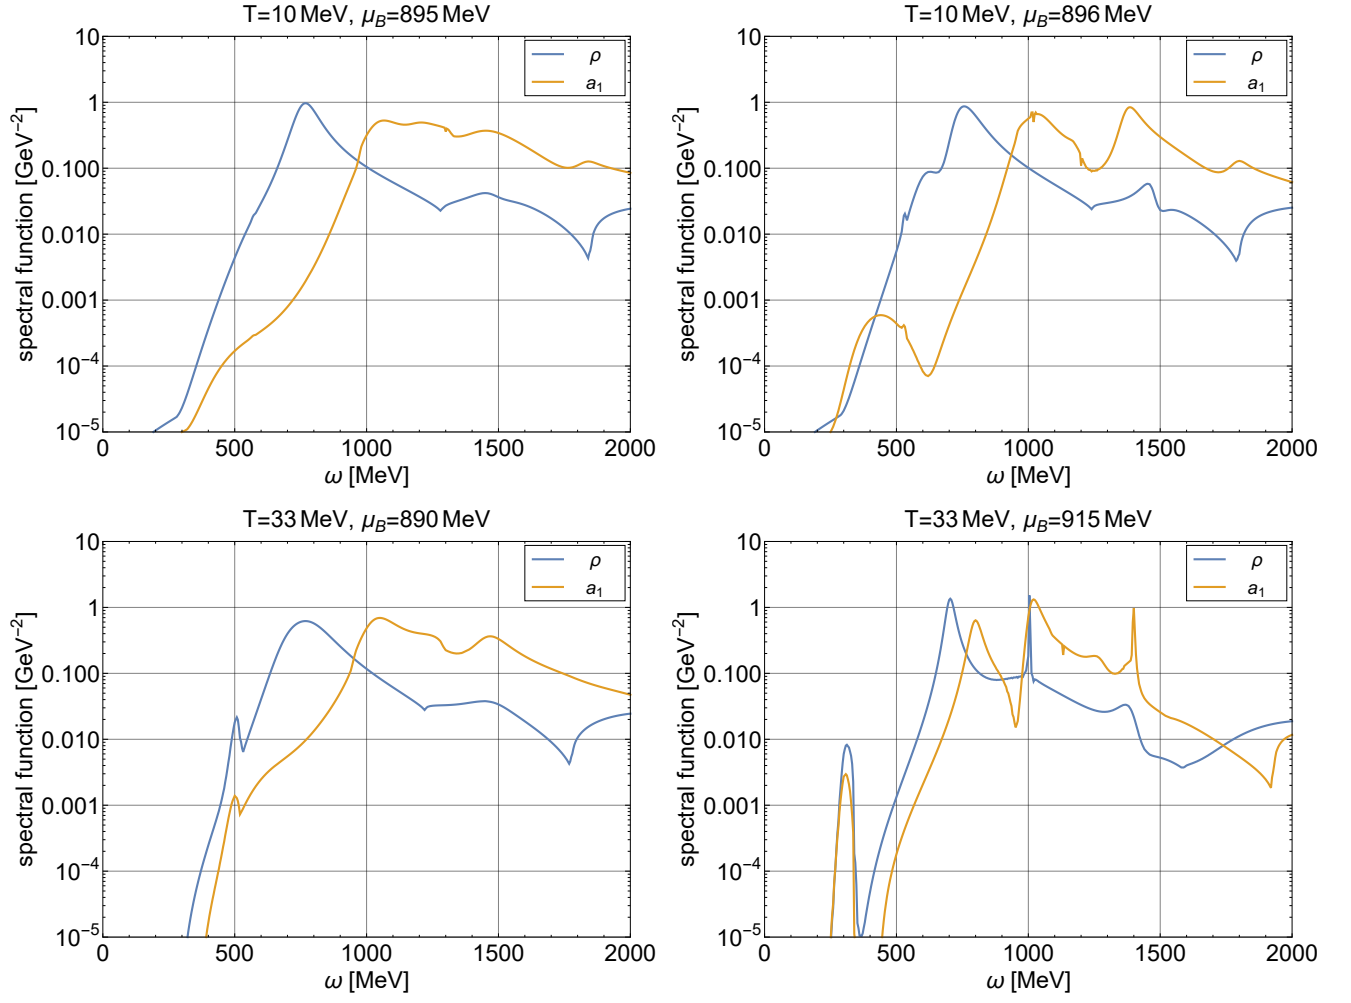 T=10 MeV, μB=895 MeV
spectral function [GeV⁻²]
10
1
0.100
0.010
0.001
10⁻⁴
10⁻⁵
0 500 1000 1500 2000
ω [MeV]
ρ
a₁
T=10 MeV, μB=896 MeV
spectral function [GeV⁻²]
10
1
0.100
0.010
0.001
10⁻⁴
10⁻⁵
0 500 1000 1500 2000
ω [MeV]
ρ
a₁
T=33 MeV, μB=890 MeV
spectral function [GeV⁻²]
10
1
0.100
0.010
0.001
10⁻⁴
10⁻⁵
0 500 1000 1500 2000
ω [MeV]
ρ
a₁
T=33 MeV, μB=915 MeV
spectral function [GeV⁻²]
10
1
0.100
0.010
0.001
10⁻⁴
10⁻⁵
0 500 1000 1500 2000
ω [MeV]
ρ
a₁